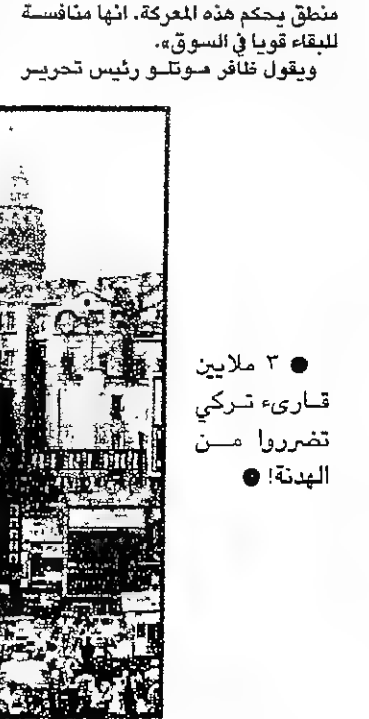 منطق يحكم هذه المعركة. انها منافسة
للبقاء قويا في السوق».
ويقول ظافر موتلو رئيس تحرير
● ٣ ملايين
قارىء تركي
تضرروا من
الهدنة! ●